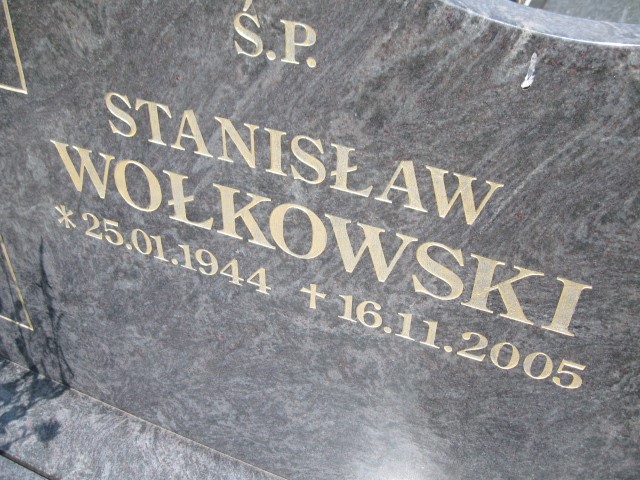 Ś.P.
STANISŁAW
WOŁKOWSKI
* 25.01.1944 + 16.11.2005